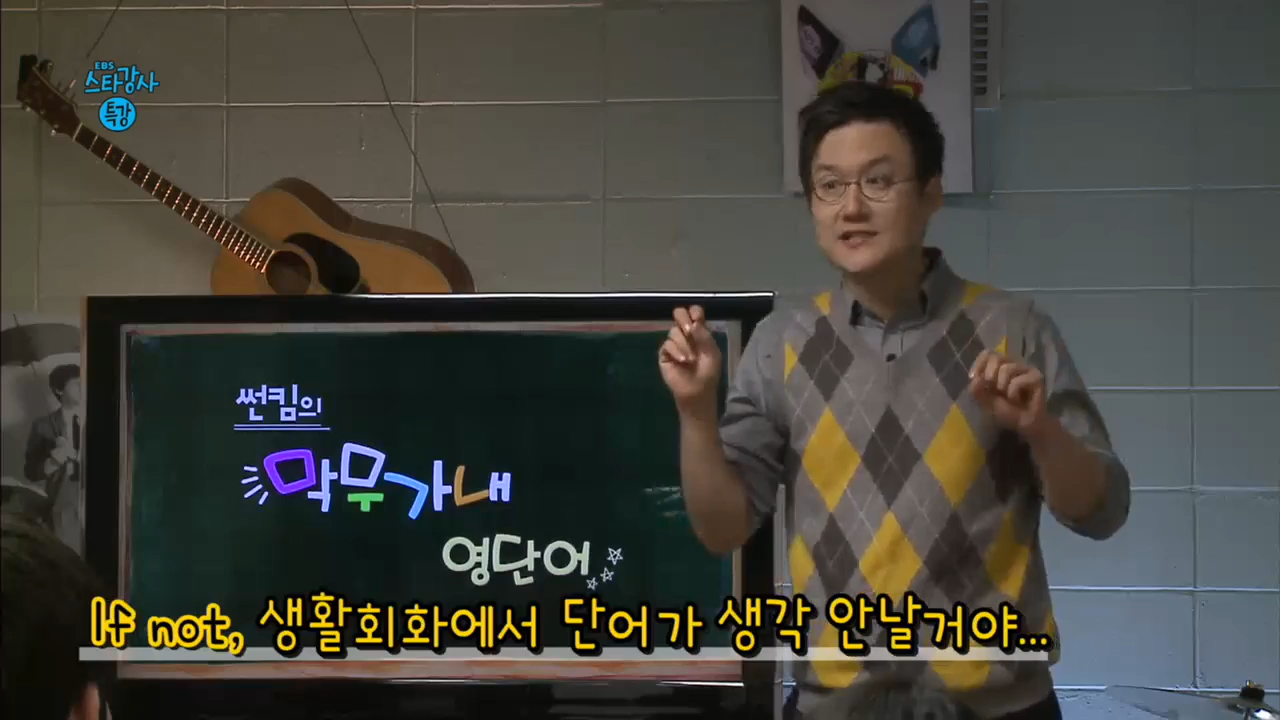 EBS
스타강사
특강
썬킴의
막무가내
영단어
If not, 생활회화에서 단어가 생각 안날거야...